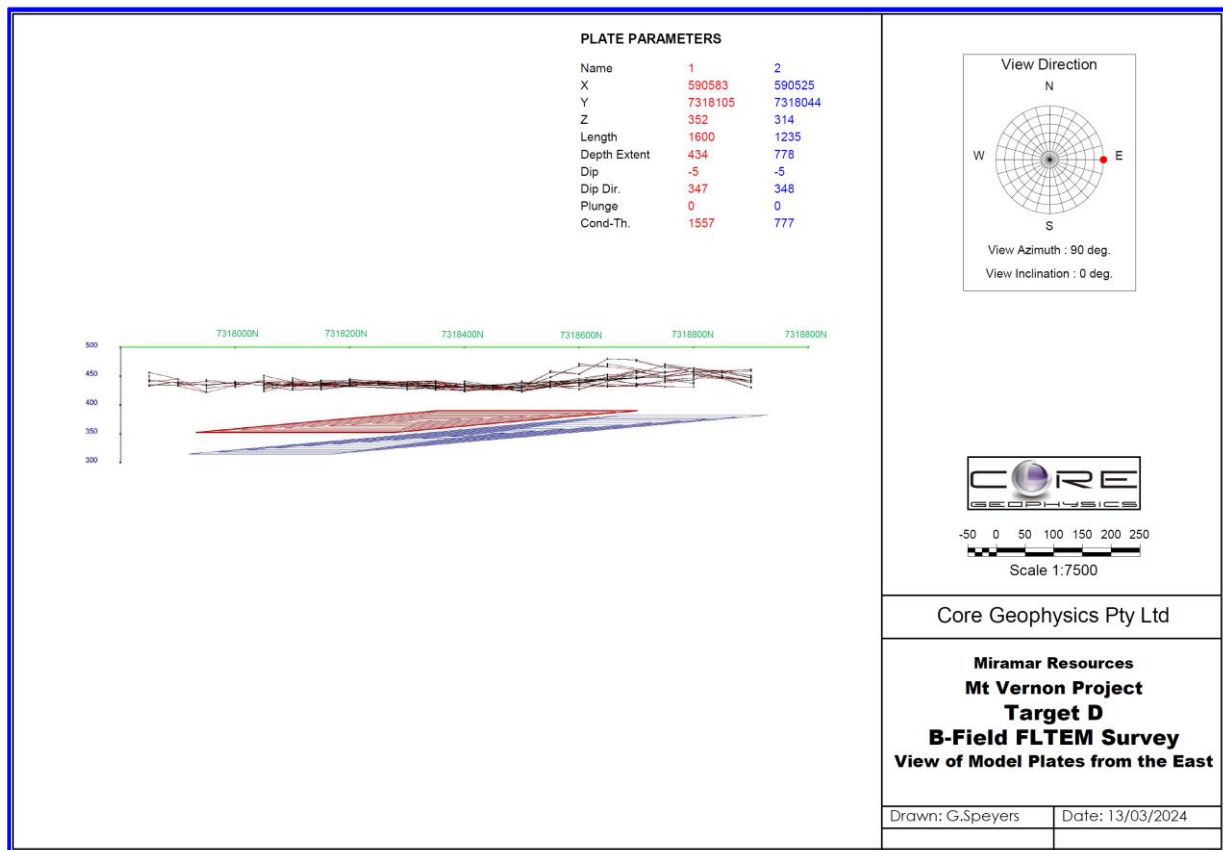 PLATE PARAMETERS
Name 1 2
X 590583 590525
Y 7318105 7318044
Z 352 314
Length 1600 1235
Depth Extent 434 778
Dip -5 -5
Dip Dir. 347 348
Plunge 0 0
Cond-Th. 1557 777
7318000N 7318200N 7318400N 7318600N 7318800N 7318800N
500
450
400
350
300
View Direction
N
W E
S
View Azimuth : 90 deg.
View Inclination : 0 deg.
CORE
GEOPHYSICS
-50 0 50 100 150 200 250
Scale 1:7500
Core Geophysics Pty Ltd
Miramar Resources
Mt Vernon Project
Target D
B-Field FLTEM Survey
View of Model Plates from the East
Drawn: G.Speyers Date: 13/03/2024